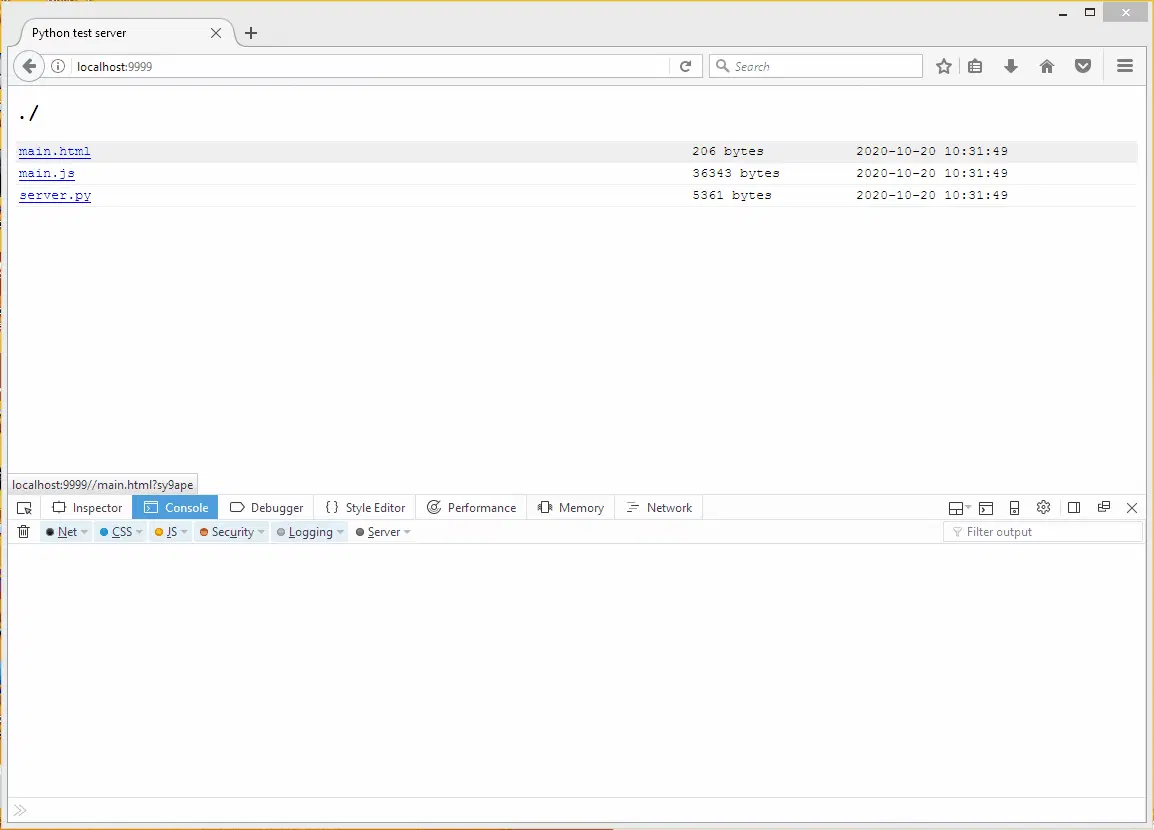 Python test server
localhost:9999
Search
./
main.html 206 bytes 2020-10-20 10:31:49
main.js 36343 bytes 2020-10-20 10:31:49
server.py 5361 bytes 2020-10-20 10:31:49
localhost:9999//main.html?sy9ape
Inspector Console Debugger Style Editor Performance Memory Network
Net CSS JS Security Logging Server Filter output